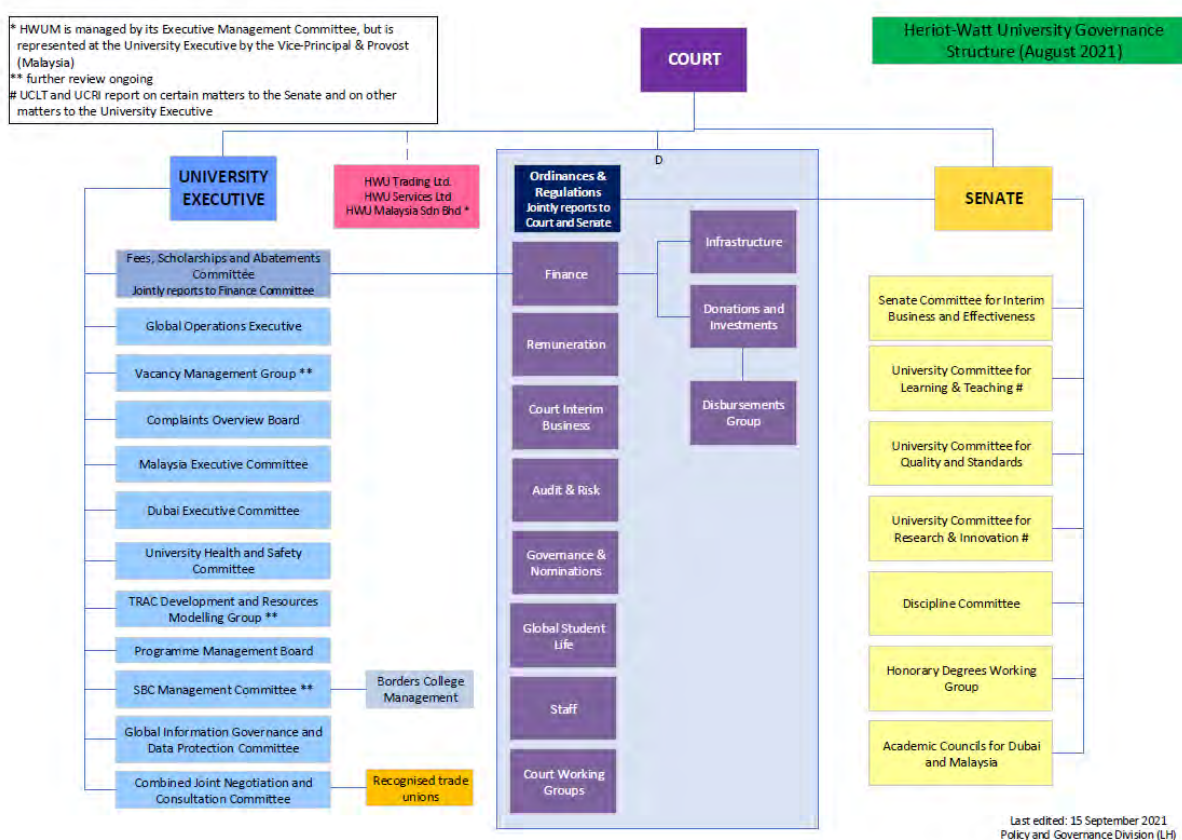 * HWUM is managed by its Executive Management Committee, but is
represented at the University Executive by the Vice-Principal & Provost
(Malaysia)
** further review ongoing
# UCLT and UCRI report on certain matters to the Senate and on other
matters to the University Executive
COURT
Heriot-Watt University Governance
Structure (August 2021)
UNIVERSITY
EXECUTIVE
HWU Trading Ltd.
HWU Services Ltd
HWU Malaysia Sdn Bhd *
D
Ordinances &
Regulations
Jointly reports to
Court and Senate
SENATE
Fees, Scholarships and Abatements
Committee
Jointly reports to Finance Committee
Global Operations Executive
Vacancy Management Group **
Complaints Overview Board
Malaysia Executive Committee
Dubai Executive Committee
University Health and Safety
Committee
TRAC Development and Resources
Modelling Group **
Programme Management Board
SBC Management Committee **
Borders College
Management
Global Information Governance and
Data Protection Committee
Combined Joint Negotiation and
Consultation Committee
Recognised trade
unions
Finance
Remuneration
Court Interim
Business
Audit & Risk
Governance &
Nominations
Global Student
Life
Staff
Court Working
Groups
Infrastructure
Donations and
Investments
Disbursements
Group
Senate Committee for Interim
Business and Effectiveness
University Committee for
Learning & Teaching #
University Committee for
Quality and Standards
University Committee for
Research & Innovation #
Discipline Committee
Honorary Degrees Working
Group
Academic Councils for Dubai
and Malaysia
Last edited: 15 September 2021
Policy and Governance Division (LH)